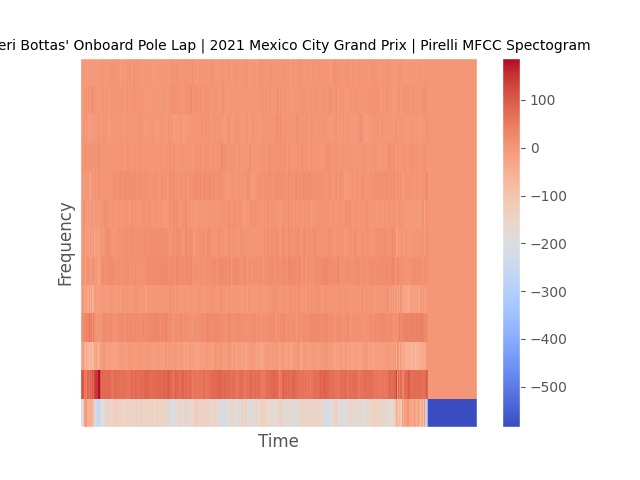 eri Bottas' Onboard Pole Lap | 2021 Mexico City Grand Prix | Pirelli MFCC Spectogram
Frequency
Time
100
0
−100
−200
−300
−400
−500